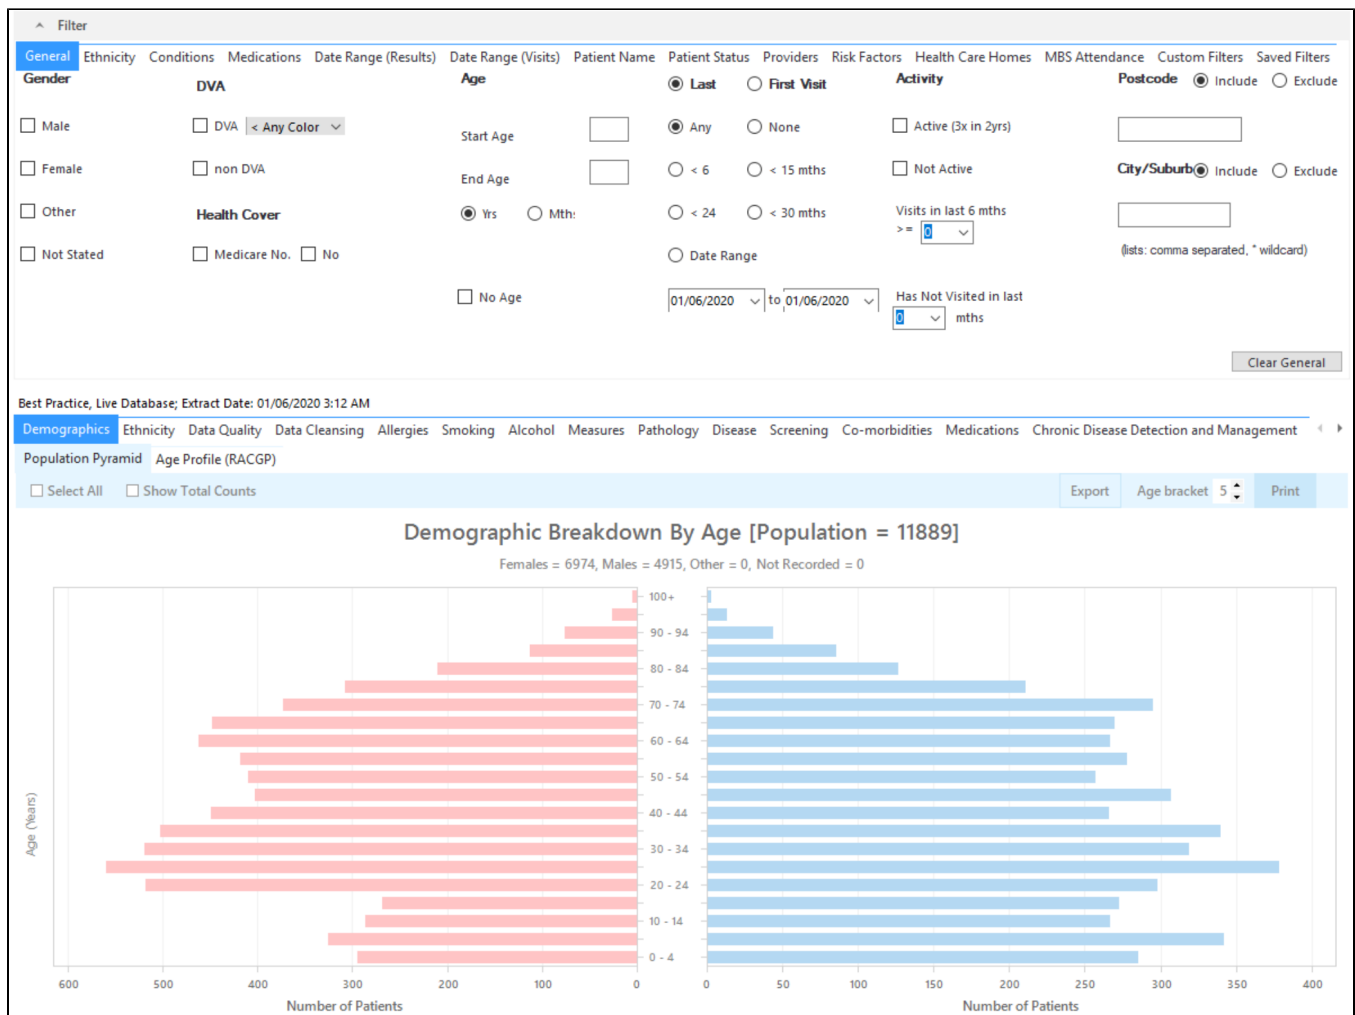 Filter
General Ethnicity Conditions Medications Date Range (Results) Date Range (Visits) Patient Name Patient Status Providers Risk Factors Health Care Homes MBS Attendance Custom Filters Saved Filters
Gender DVA Age Last First Visit Activity Postcode Include Exclude
Male DVA < Any Color Start Age Any None Active (3x in 2yrs)
Female non DVA End Age < 6 < 15 mths Not Active City/Suburb Include Exclude
Other Health Cover Yrs Mths < 24 < 30 mths Visits in last 6 mths
>= 0
Not Stated Medicare No. No Date Range (lists: comma separated, * wildcard)
No Age 01/06/2020 to 01/06/2020 Has Not Visited in last
0 mths
Clear General
Best Practice, Live Database; Extract Date: 01/06/2020 3:12 AM
Demographics Ethnicity Data Quality Data Cleansing Allergies Smoking Alcohol Measures Pathology Disease Screening Co-morbidities Medications Chronic Disease Detection and Management
Population Pyramid Age Profile (RACGP)
Select All Show Total Counts Export Age bracket 5 Print
Demographic Breakdown By Age [Population = 11889]
Females = 6974, Males = 4915, Other = 0, Not Recorded = 0
100+
90 - 94
80 - 84
70 - 74
60 - 64
50 - 54
40 - 44
30 - 34
20 - 24
10 - 14
0 - 4
Age (Years)
600 500 400 300 200 100 0 0 50 100 150 200 250 300 350 400
Number of Patients Number of Patients